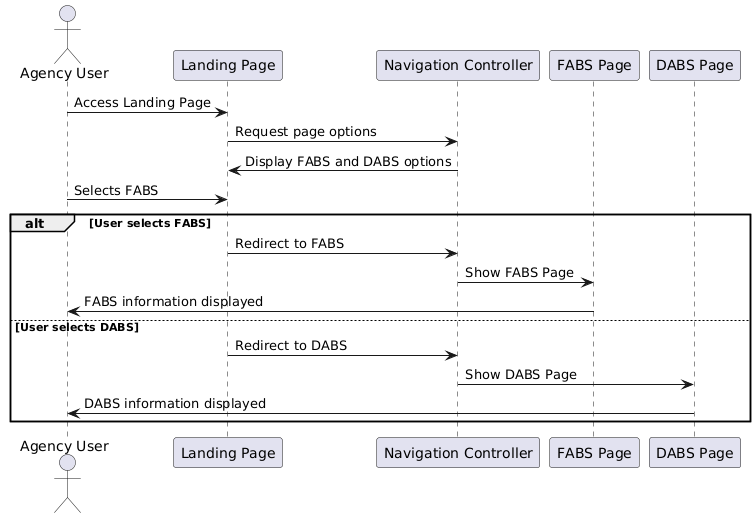 Agency User
Landing Page
Navigation Controller
FABS Page
DABS Page
Access Landing Page
Request page options
Display FABS and DABS options
Selects FABS
alt
[User selects FABS]
Redirect to FABS
Show FABS Page
FABS information displayed
[User selects DABS]
Redirect to DABS
Show DABS Page
DABS information displayed
Agency User
Landing Page
Navigation Controller
FABS Page
DABS Page